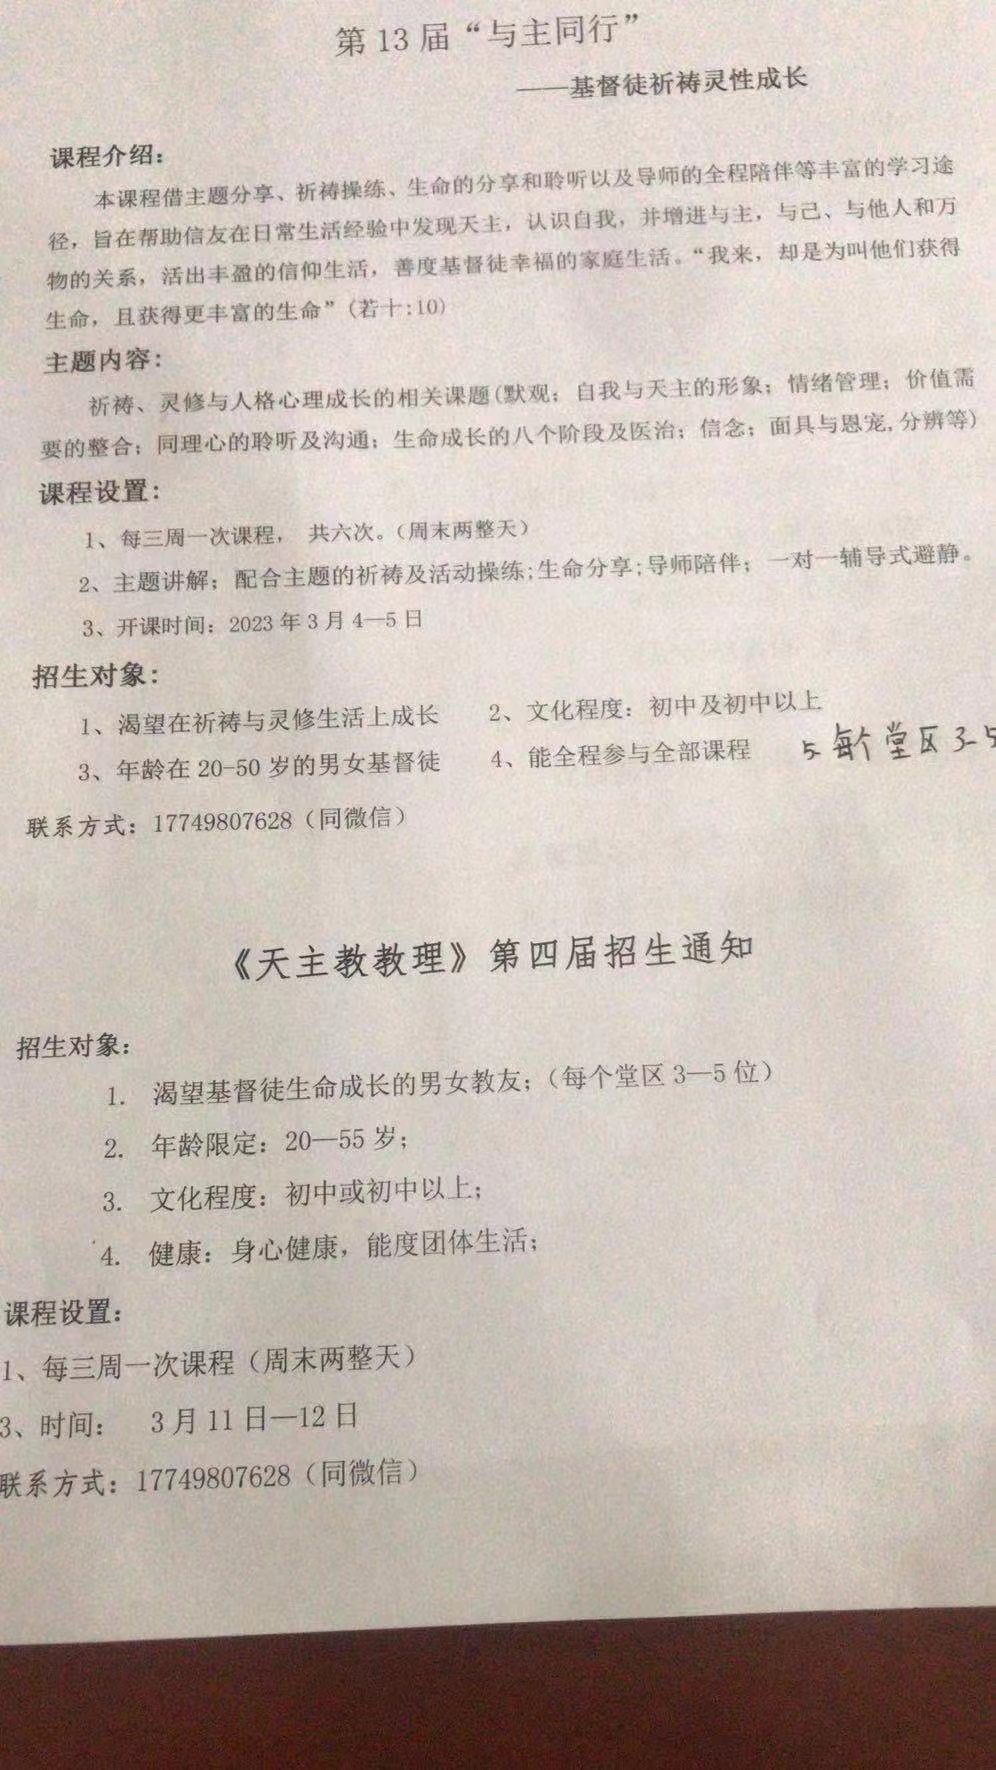 第 13 届“与主同行”
——基督徒祈祷灵性成长
课程介绍：
本课程借主题分享、祈祷操练、生命的分享和聆听以及导师的全程陪伴等丰富的学习途
径，旨在帮助信友在日常生活经验中发现天主，认识自我，并增进与主，与己、与他人和万
物的关系，活出丰盈的信仰生活，善度基督徒幸福的家庭生活。“我来，却是为叫他们获得
生命，且获得更丰富的生命”(若十:10)
主题内容：
祈祷、灵修与人格心理成长的相关课题(默观；自我与天主的形象；情绪管理；价值需
要的整合；同理心的聆听及沟通；生命成长的八个阶段及医治；信念；面具与恩宠,分辨等)
课程设置：
1、每三周一次课程， 共六次。（周末两整天）
2、主题讲解；配合主题的祈祷及活动操练;生命分享;导师陪伴；一对一辅导式避静。
3、开课时间：2023 年 3 月 4—5 日
招生对象：
1、渴望在祈祷与灵修生活上成长 2、文化程度：初中及初中以上
3、年龄在 20-50 岁的男女基督徒 4、能全程参与全部课程 5、每个堂区 3-5
联系方式：17749807628（同微信）
《天主教教理》第四届招生通知
招生对象：
1. 渴望基督徒生命成长的男女教友；（每个堂区 3—5 位）
2. 年龄限定：20—55 岁；
3. 文化程度：初中或初中以上；
4. 健康：身心健康，能度团体生活；
课程设置：
1、每三周一次课程（周末两整天）
3、时间： 3 月 11 日—12 日
联系方式：17749807628（同微信）